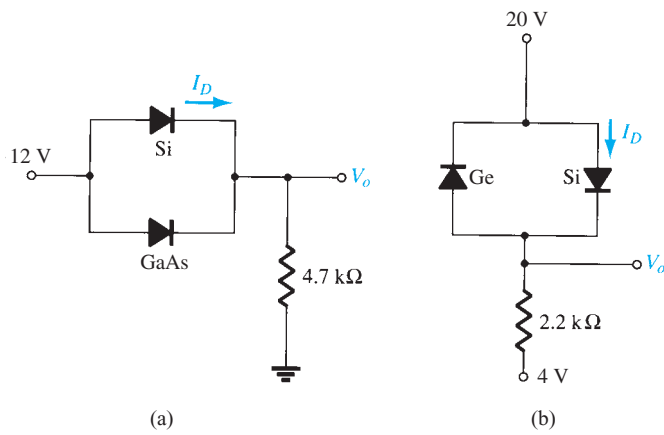 I_D
Si
12 V
V_o
GaAs
4.7 kΩ
(a)
20 V
I_D
Ge
Si
V_o
2.2 kΩ
4 V
(b)